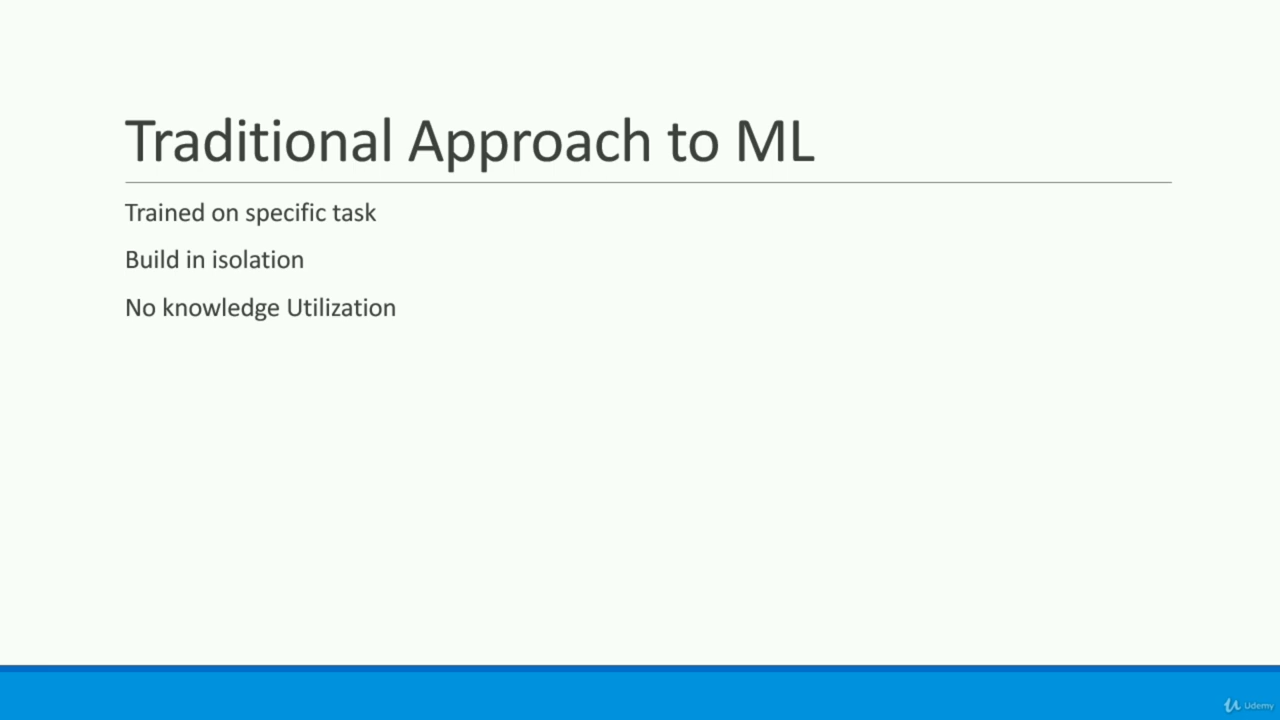 Traditional Approach to ML
Trained on specific task
Build in isolation
No knowledge Utilization
Udemy